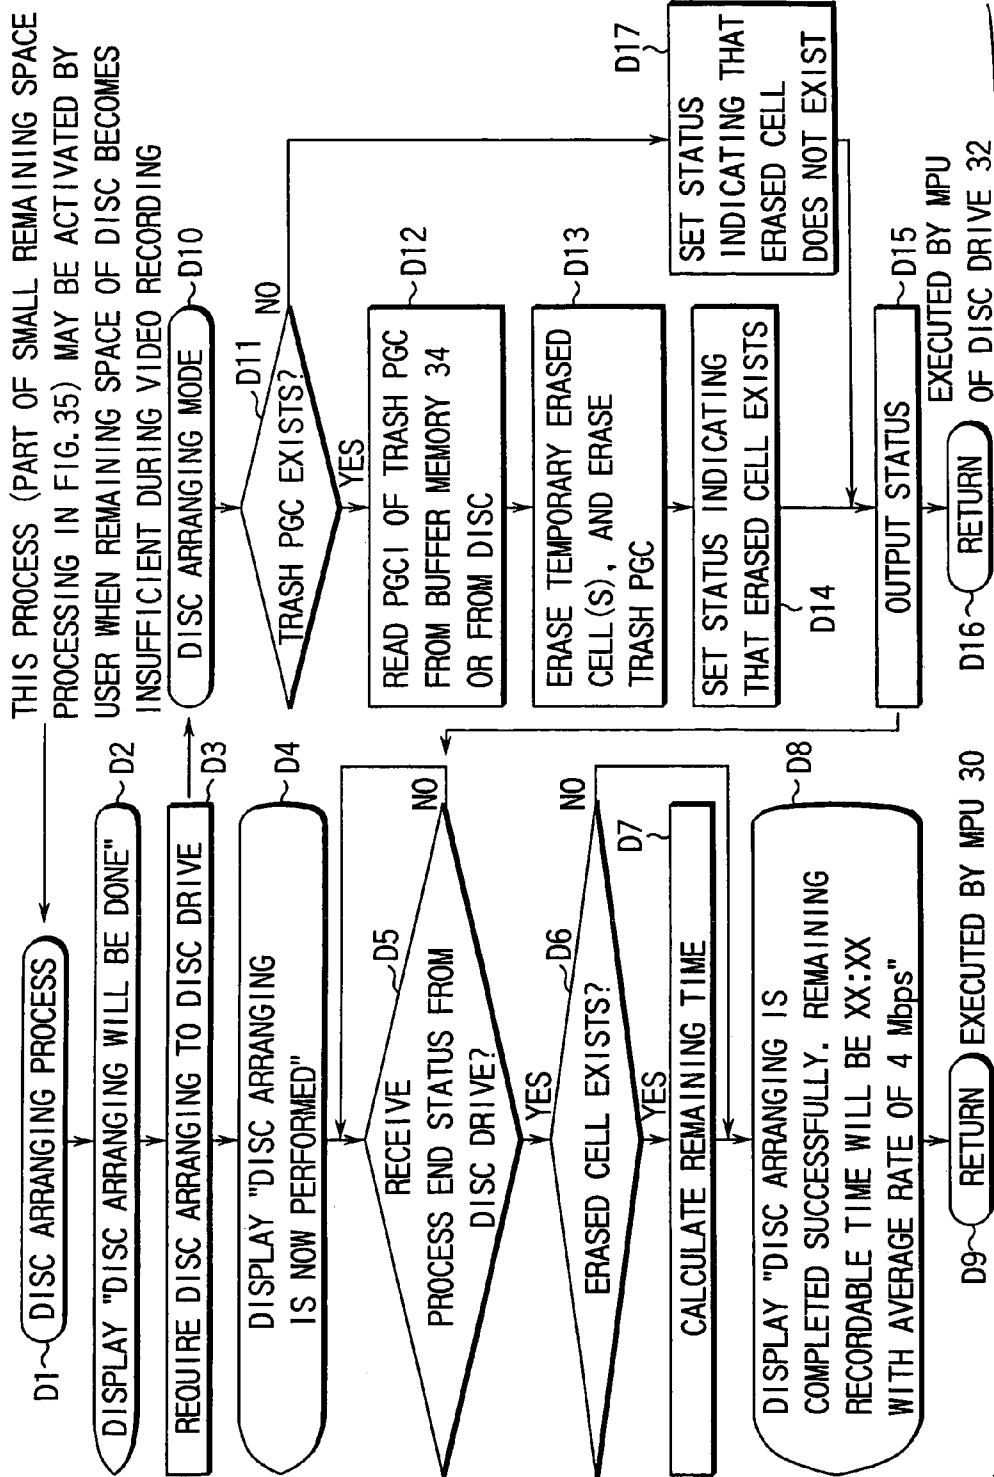 THIS PROCESS (PART OF SMALL REMAINING SPACE
PROCESSING IN FIG.35) MAY BE ACTIVATED BY
USER WHEN REMAINING SPACE OF DISC BECOMES
INSUFFICIENT DURING VIDEO RECORDING
D1
DISC ARRANGING PROCESS
DISPLAY "DISC ARRANGING WILL BE DONE"
D2
REQUIRE DISC ARRANGING TO DISC DRIVE
D3
DISPLAY "DISC ARRANGING
IS NOW PERFORMED"
D4
RECEIVE
PROCESS END STATUS FROM
DISC DRIVE?
D5
NO
YES
ERASED CELL EXISTS?
D6
NO
YES
CALCULATE REMAINING TIME
D7
DISPLAY "DISC ARRANGING IS
COMPLETED SUCCESSFULLY. REMAINING
RECORDABLE TIME WILL BE XX:XX
WITH AVERAGE RATE OF 4 Mbps"
D8
D9
RETURN
EXECUTED BY MPU 30
DISC ARRANGING MODE
D10
TRASH PGC EXISTS?
D11
NO
YES
READ PGCI OF TRASH PGC
FROM BUFFER MEMORY 34
OR FROM DISC
D12
ERASE TEMPORARY ERASED
CELL(S), AND ERASE
TRASH PGC
D13
SET STATUS INDICATING
THAT ERASED CELL EXISTS
D14
SET STATUS
INDICATING THAT
ERASED CELL
DOES NOT EXIST
D17
OUTPUT STATUS
D15
D16
RETURN
EXECUTED BY MPU
OF DISC DRIVE 32